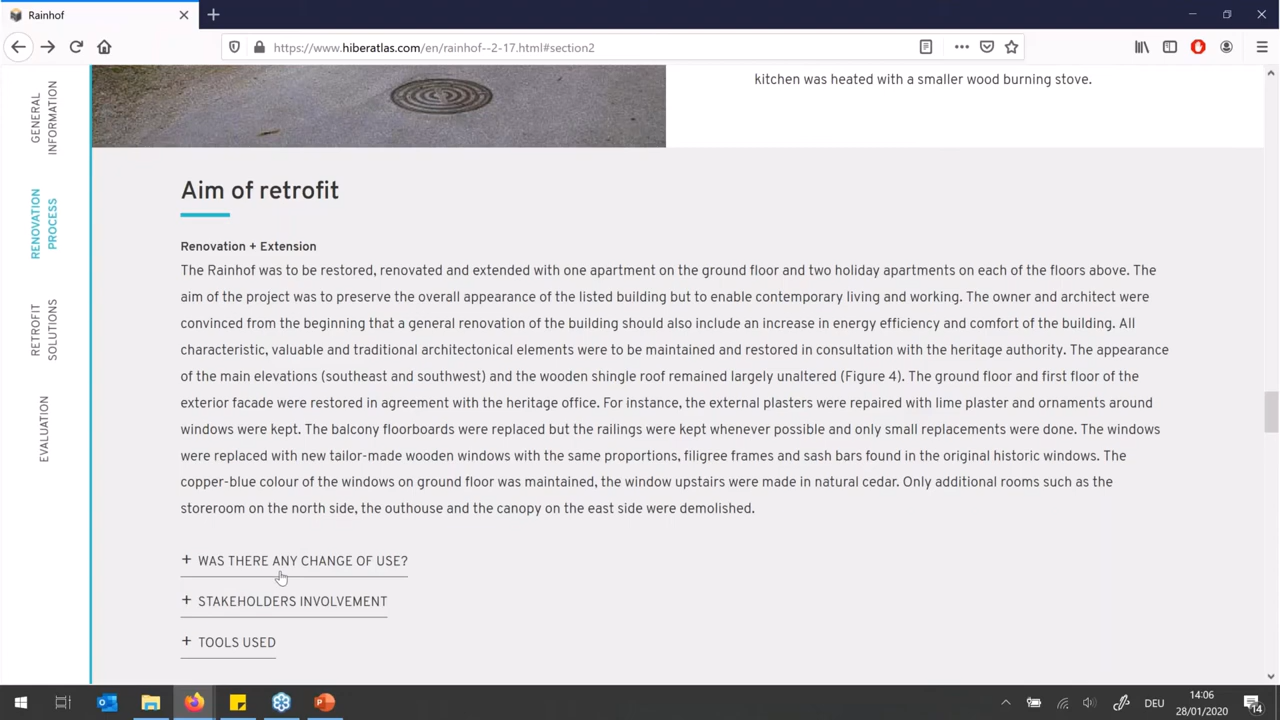 Rainhof
https://www.hiberatlas.com/en/rainhof--2-17.html#section2
kitchen was heated with a smaller wood burning stove.
GENERAL
INFORMATION
RENOVATION
PROCESS
RETROFIT
SOLUTIONS
EVALUATION
Aim of retrofit
Renovation + Extension
The Rainhof was to be restored, renovated and extended with one apartment on the ground floor and two holiday apartments on each of the floors above. The
aim of the project was to preserve the overall appearance of the listed building but to enable contemporary living and working. The owner and architect were
convinced from the beginning that a general renovation of the building should also include an increase in energy efficiency and comfort of the building. All
characteristic, valuable and traditional architectonical elements were to be maintained and restored in consultation with the heritage authority. The appearance
of the main elevations (southeast and southwest) and the wooden shingle roof remained largely unaltered (Figure 4). The ground floor and first floor of the
exterior facade were restored in agreement with the heritage office. For instance, the external plasters were repaired with lime plaster and ornaments around
windows were kept. The balcony floorboards were replaced but the railings were kept whenever possible and only small replacements were done. The windows
were replaced with new tailor-made wooden windows with the same proportions, filigree frames and sash bars found in the original historic windows. The
copper-blue colour of the windows on ground floor was maintained, the window upstairs were made in natural cedar. Only additional rooms such as the
storeroom on the north side, the outhouse and the canopy on the east side were demolished.
+ WAS THERE ANY CHANGE OF USE?
+ STAKEHOLDERS INVOLVEMENT
+ TOOLS USED
DEU
14:06
28/01/2020
14